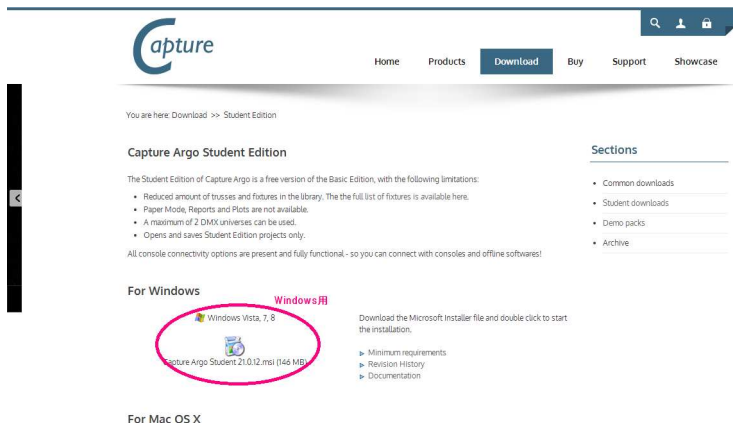 Capture
Home Products Download Buy Support Showcase
You are here: Download >> Student Edition
Capture Argo Student Edition
The Student Edition of Capture Argo is a free version of the Basic Edition, with the following limitations:
Reduced amount of trusses and fixtures in the library. The the full list of fixtures is available here.
Paper Mode, Reports and Plots are not available.
A maximum of 2 DMX universes can be used.
Opens and saves Student Edition projects only.
All console connectivity options are present and fully functional - so you can connect with consoles and offline softwares!
Sections
Common downloads
Student downloads
Demo packs
Archive
For Windows
Windows用
Windows Vista, 7, 8
Capture Argo Student 21.0.12.msi (146 MB)
Download the Microsoft Installer file and double click to start
the installation.
Minimum requirements
Revision History
Documentation
For Mac OS X